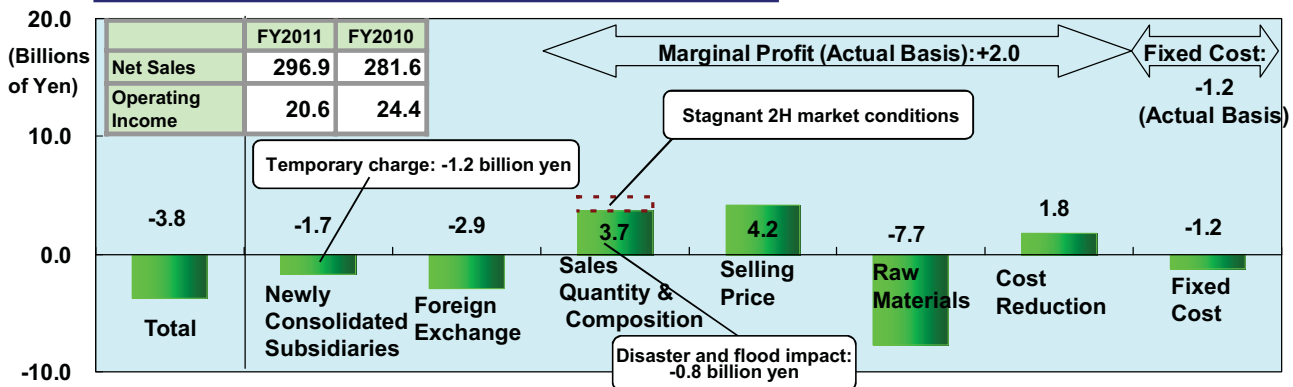 20.0
(Billions
of Yen)
10.0
0.0
-10.0
FY2011 FY2010
Net Sales 296.9 281.6
Operating
Income 20.6 24.4
Marginal Profit (Actual Basis):+2.0
Fixed Cost:
-1.2
(Actual Basis)
Stagnant 2H market conditions
Temporary charge: -1.2 billion yen
-3.8
-1.7
-2.9
3.7
4.2
-7.7
1.8
-1.2
Total
Newly
Consolidated
Subsidiaries
Foreign
Exchange
Sales
Quantity &
Composition
Selling
Price
Raw
Materials
Cost
Reduction
Fixed
Cost
Disaster and flood impact:
-0.8 billion yen